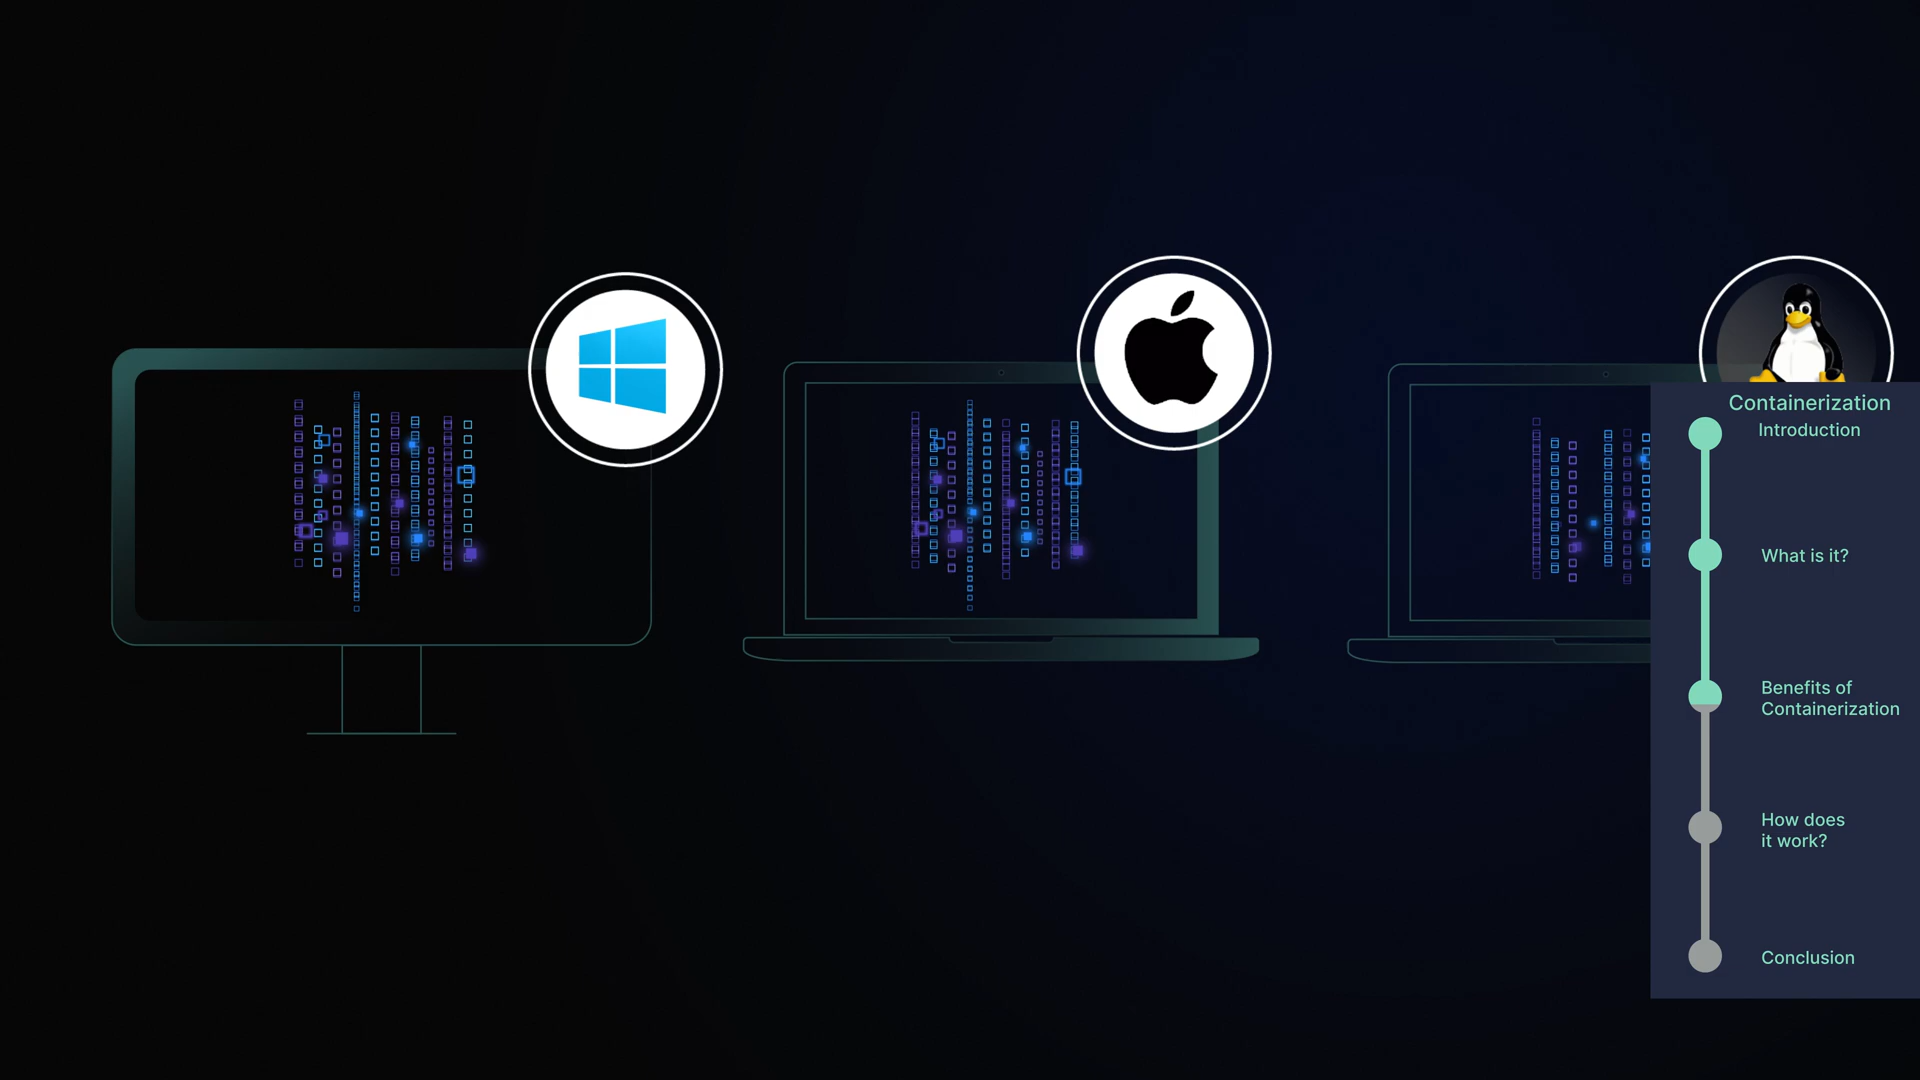 Containerization
Introduction
What is it?
Benefits of
Containerization
How does
it work?
Conclusion